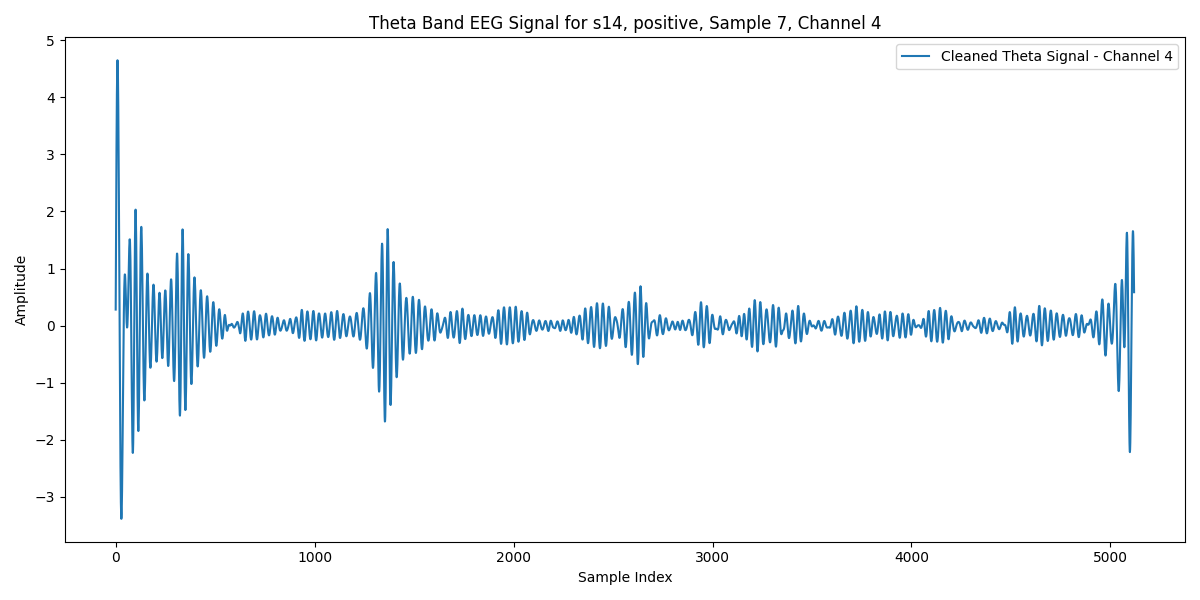 Theta Band EEG Signal for s14, positive, Sample 7, Channel 4
Cleaned Theta Signal - Channel 4
Amplitude
5
4
3
2
1
0
−1
−2
−3
0 1000 2000 3000 4000 5000
Sample Index